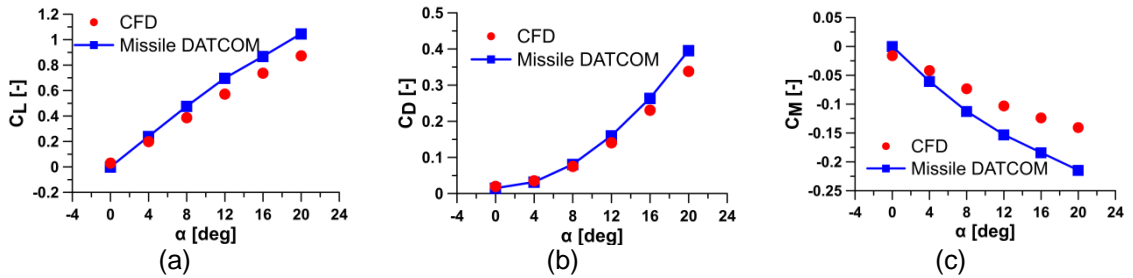 1.2
1
0.8
0.6
0.4
0.2
0
-0.2
C_L [-]
CFD
Missile DATCOM
-4 0 4 8 12 16 20 24
α [deg]
(a)
0.5
0.4
0.3
0.2
0.1
0
C_D [-]
CFD
Missile DATCOM
-4 0 4 8 12 16 20 24
α [deg]
(b)
0.05
0
-0.05
-0.1
-0.15
-0.2
-0.25
C_M [-]
CFD
Missile DATCOM
-4 0 4 8 12 16 20 24
α [deg]
(c)